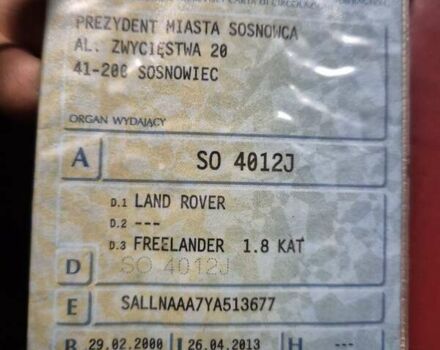 PREZYDENT MIASTA SOSNOWCA
AL. ZWYCIĘSTWA 20
41-200 SOSNOWIEC
ORGAN WYDAJĄCY
A SO 4012J
D.1 LAND ROVER
D.2 ---
D.3 FREELANDER 1.8 KAT
D SO 4012J
E SALLNAAA7YA513677
B 29.02.2000 I 26.04.2013 H ---